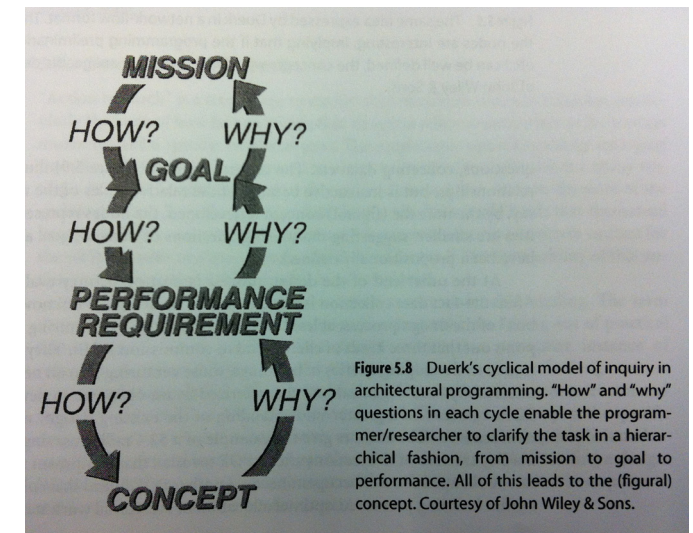 MISSION
HOW? WHY?
GOAL
HOW? WHY?
PERFORMANCE
REQUIREMENT
HOW? WHY?
CONCEPT
Figure 5.8 Duerk's cyclical model of inquiry in
architectural programming. "How" and "why"
questions in each cycle enable the program-
mer/researcher to clarify the task in a hierar-
chical fashion, from mission to goal to
performance. All of this leads to the (figural)
concept. Courtesy of John Wiley & Sons.